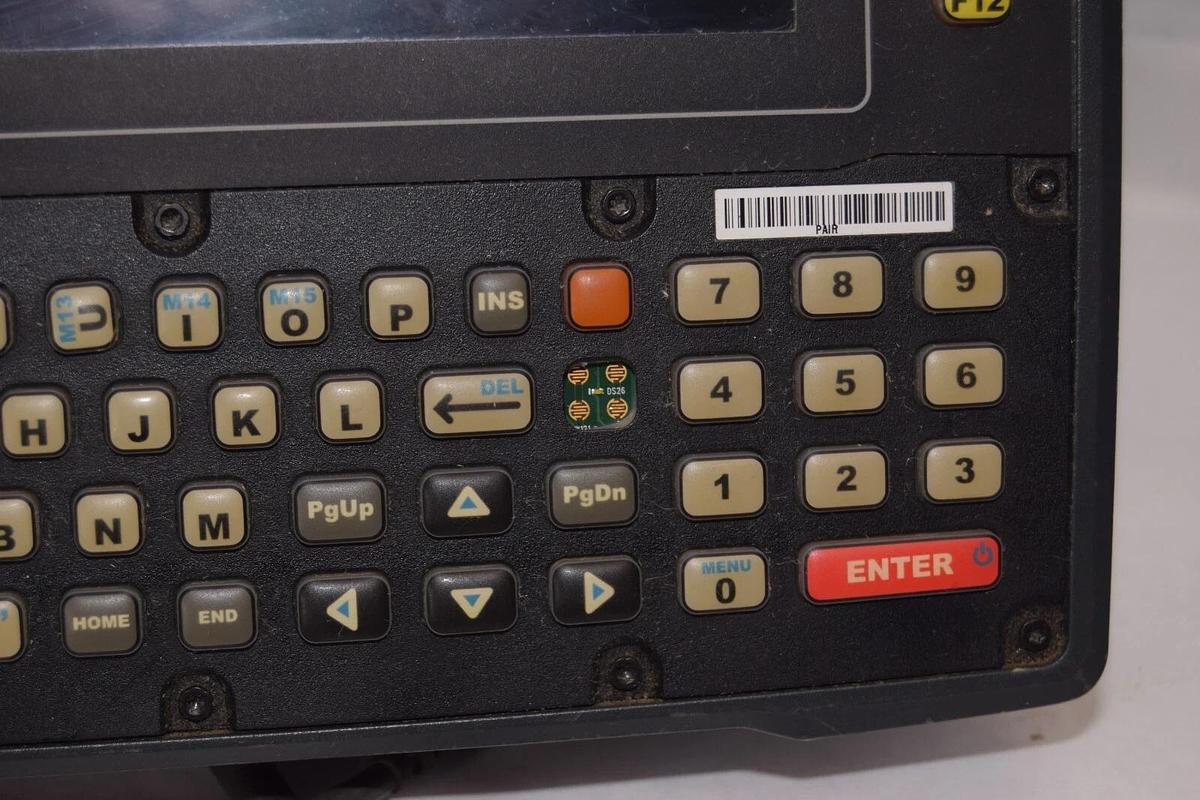 F12
PAIR
M13 U
M14 I
M15 O
P
INS
7
8
9
H
J
K
L
DEL
DS26
4
5
6
B
N
M
PgUp
PgDn
1
2
3
HOME
END
MENU
0
ENTER